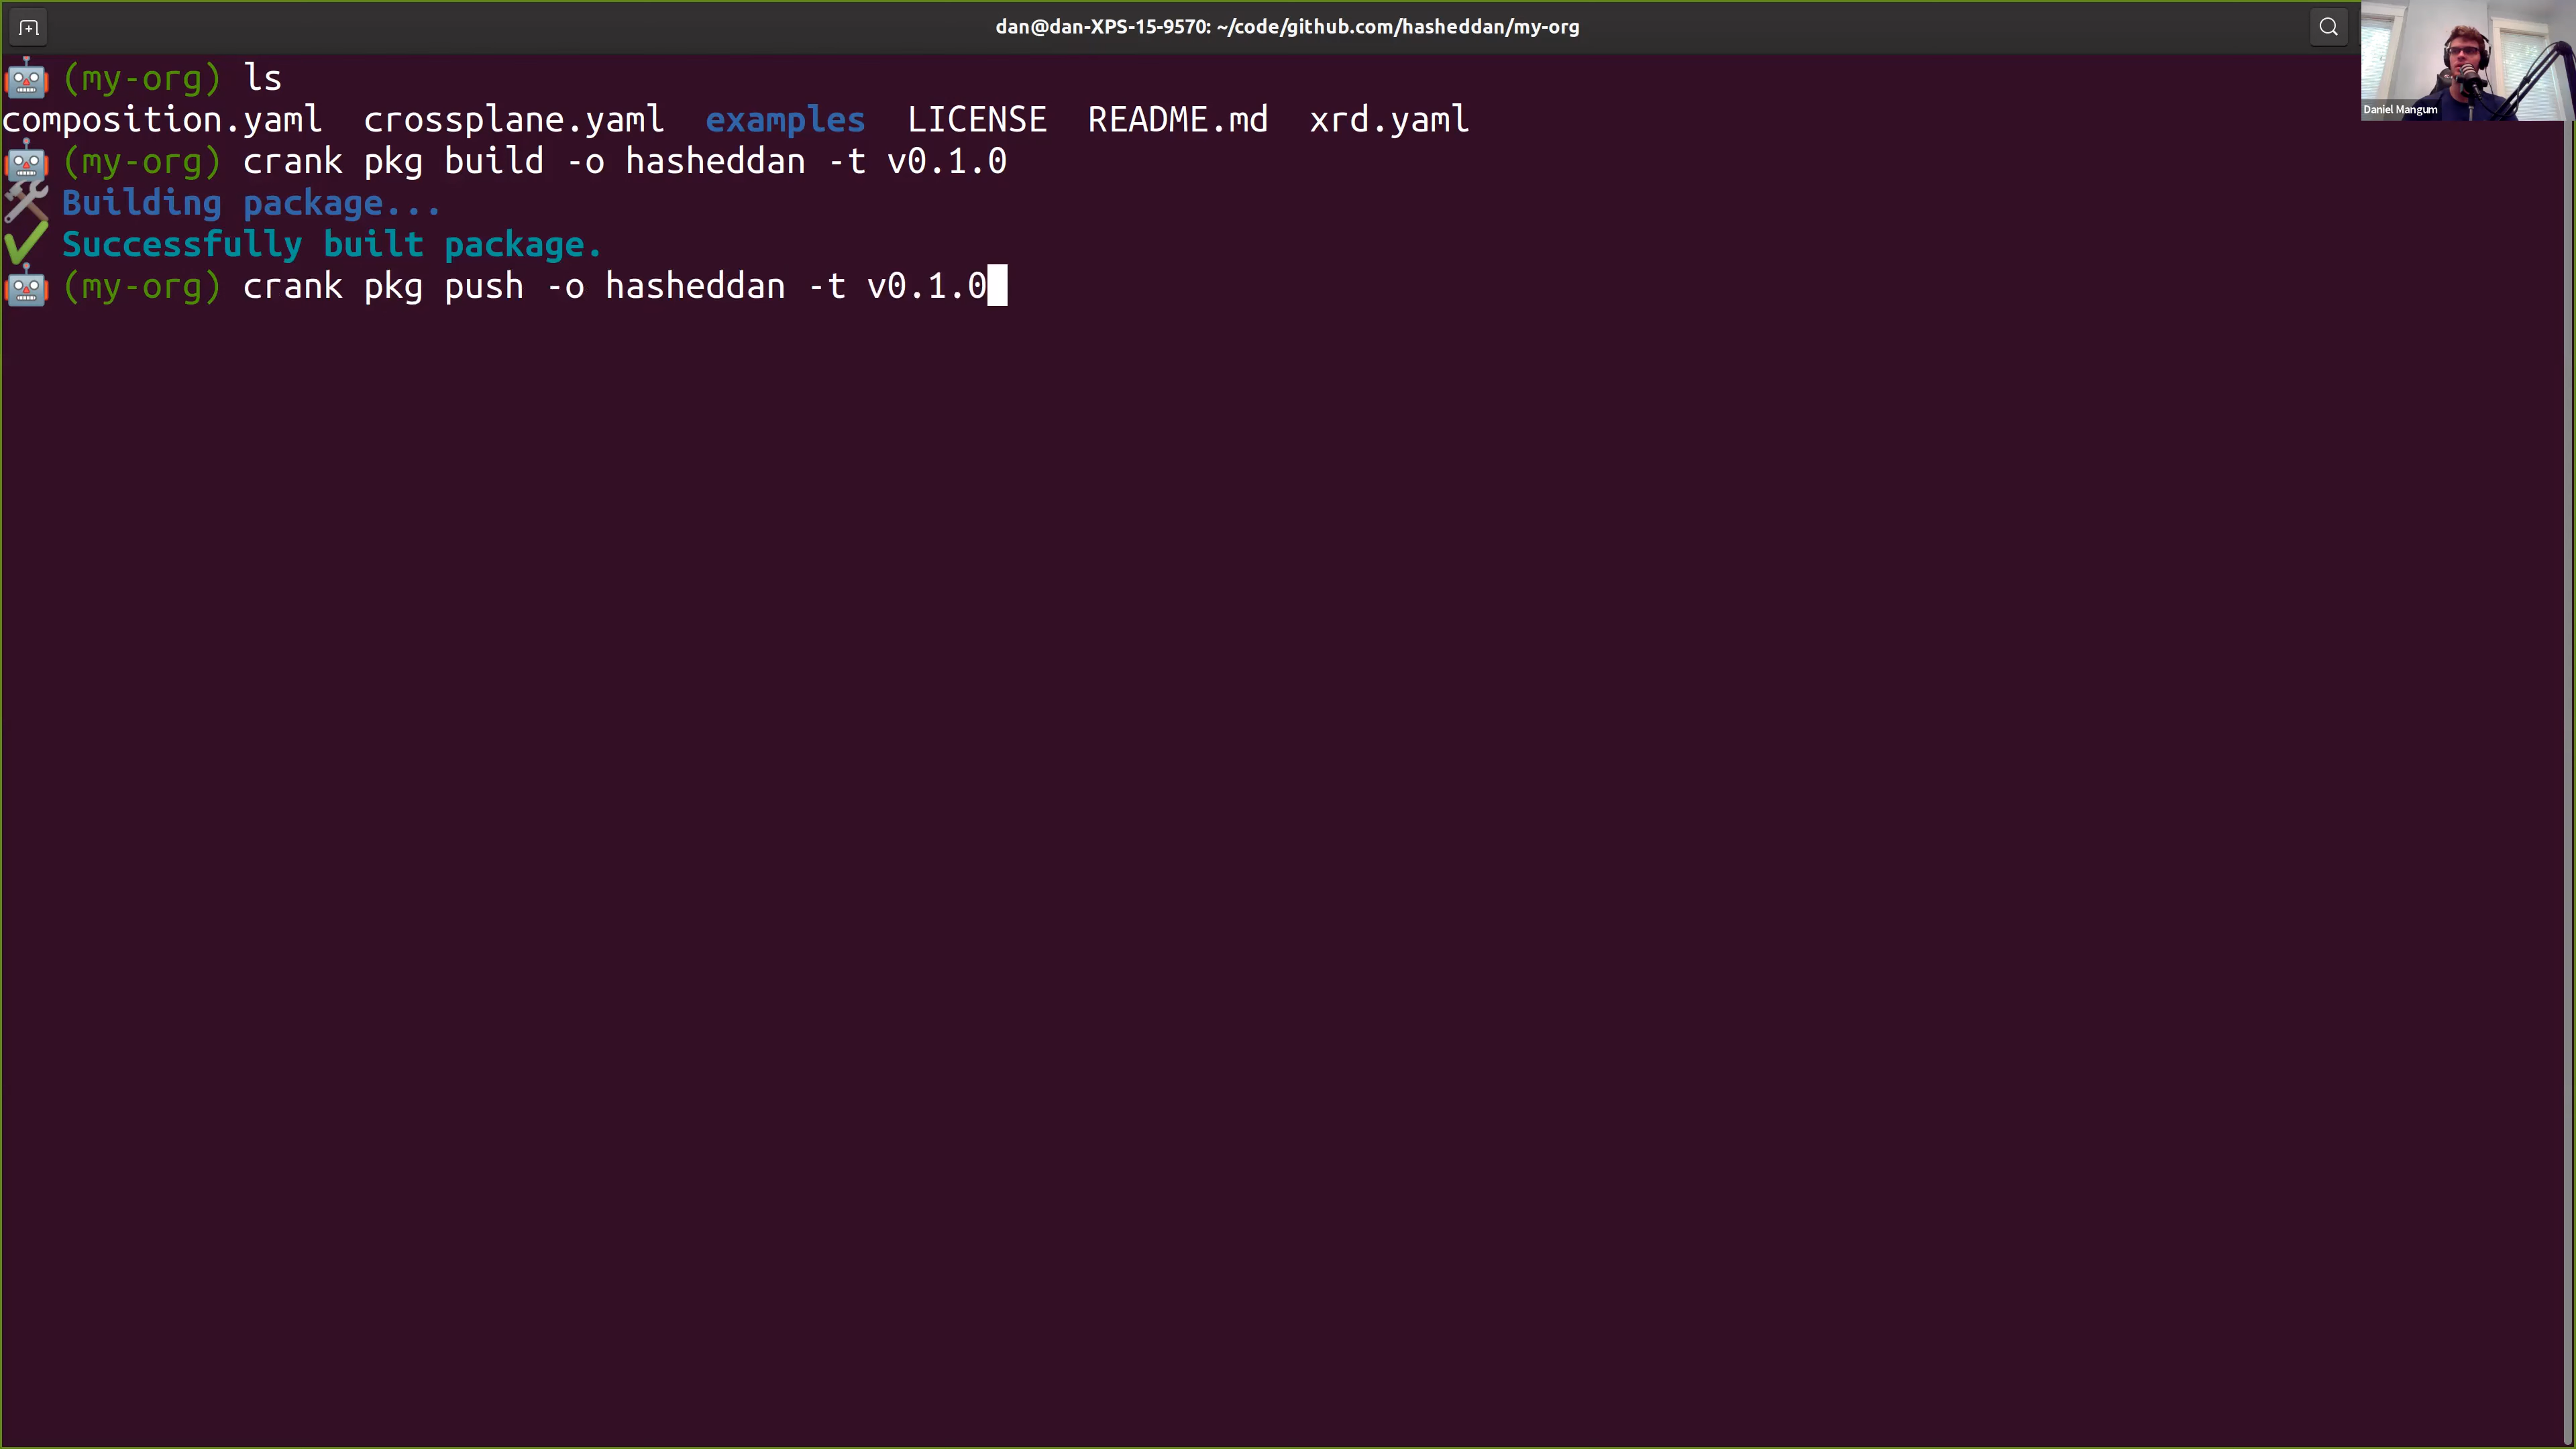 dan@dan-XPS-15-9570: ~/code/github.com/hasheddan/my-org
(my-org) ls
composition.yaml crossplane.yaml examples LICENSE README.md xrd.yaml
(my-org) crank pkg build -o hasheddan -t v0.1.0
Building package...
Successfully built package.
(my-org) crank pkg push -o hasheddan -t v0.1.0
Daniel Mangum